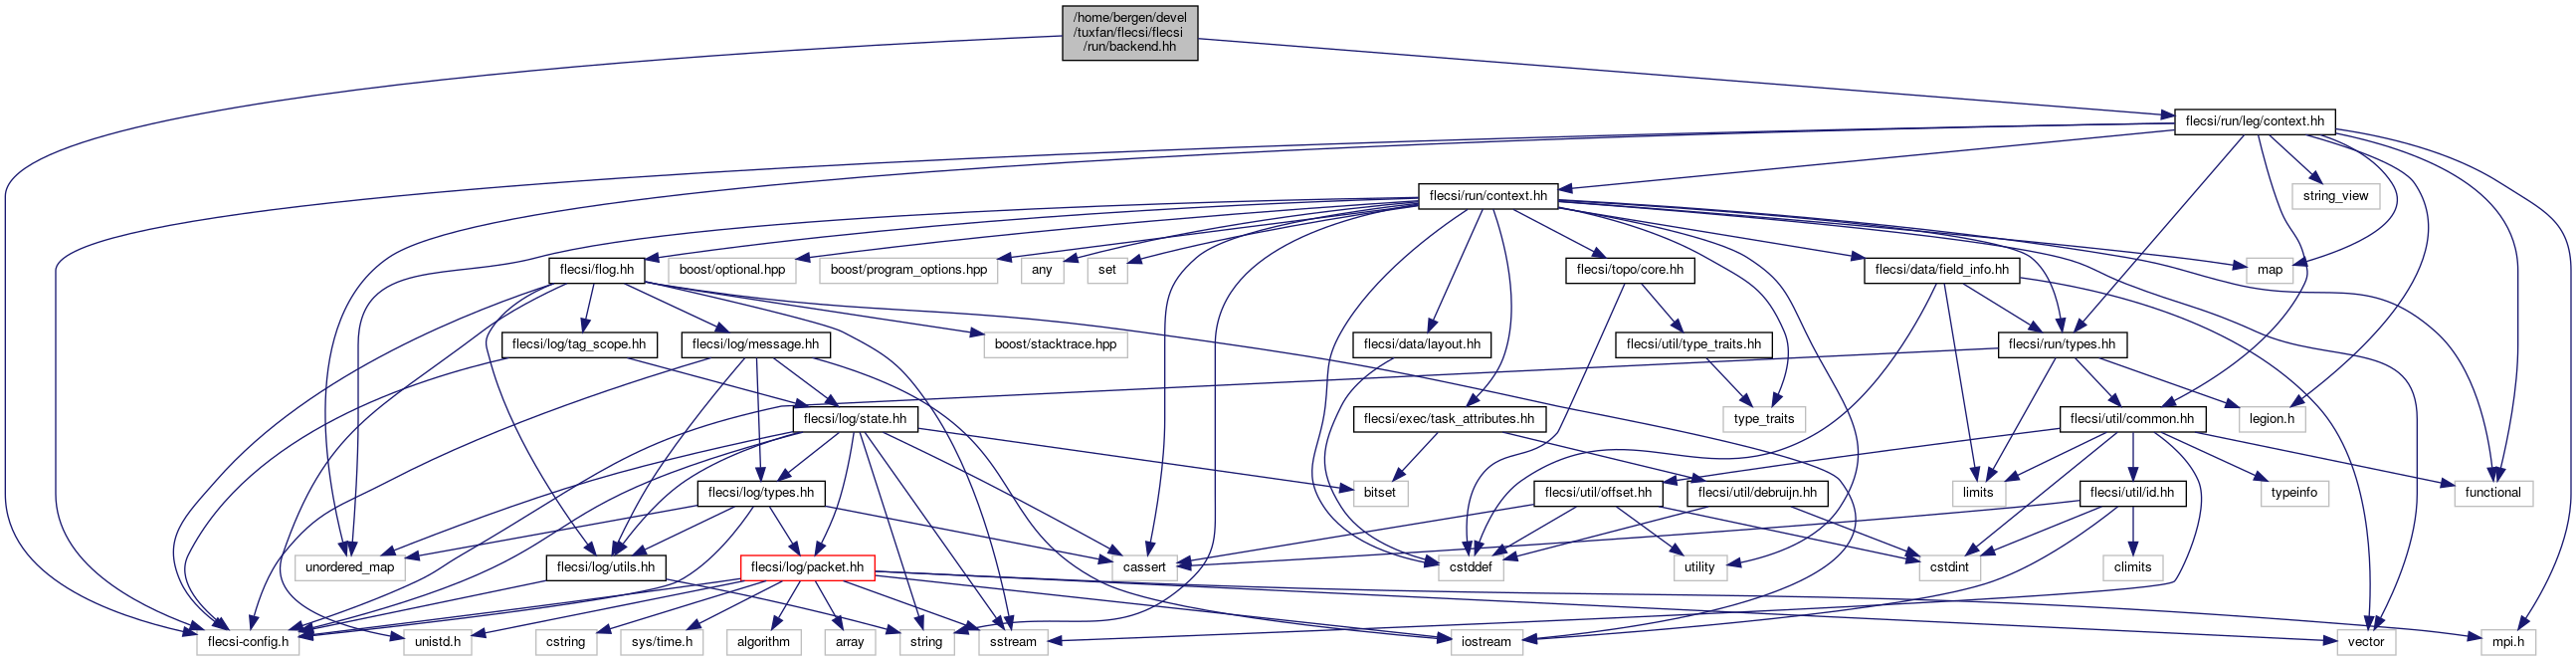 /home/bergen/devel
/tuxfan/flecsi/flecsi
/run/backend.hh
flecsi/run/leg/context.hh
flecsi/run/context.hh
string_view
flecsi/flog.hh
boost/optional.hpp
boost/program_options.hpp
any
set
flecsi/topo/core.hh
flecsi/data/field_info.hh
map
flecsi/log/tag_scope.hh
flecsi/log/message.hh
boost/stacktrace.hpp
flecsi/data/layout.hh
flecsi/util/type_traits.hh
flecsi/run/types.hh
flecsi/log/state.hh
flecsi/exec/task_attributes.hh
type_traits
flecsi/util/common.hh
legion.h
flecsi/log/types.hh
bitset
flecsi/util/offset.hh
flecsi/util/debruijn.hh
limits
flecsi/util/id.hh
typeinfo
functional
unordered_map
flecsi/log/utils.hh
flecsi/log/packet.hh
cassert
cstddef
utility
cstdint
climits
flecsi-config.h
unistd.h
cstring
sys/time.h
algorithm
array
string
sstream
iostream
vector
mpi.h